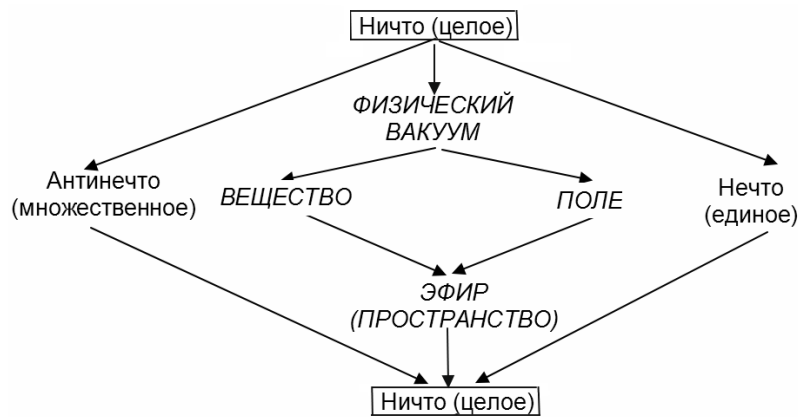 Ничто (целое)
ФИЗИЧЕСКИЙ
ВАКУУМ
Антинечто
(множественное)
ВЕЩЕСТВО
ПОЛЕ
Нечто
(единое)
ЭФИР
(ПРОСТРАНСТВО)
Ничто (целое)